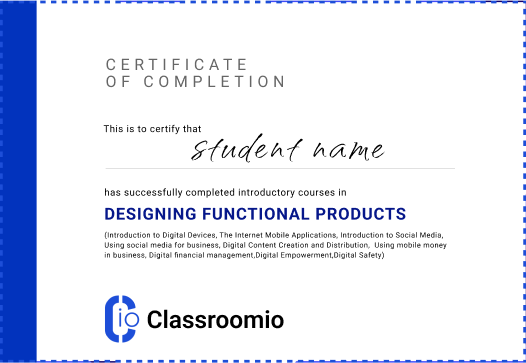 CERTIFICATE
OF COMPLETION
This is to certify that
student name
has successfully completed introductory courses in
DESIGNING FUNCTIONAL PRODUCTS
(Introduction to Digital Devices, The Internet Mobile Applications, Introduction to Social Media,
Using social media for business, Digital Content Creation and Distribution, Using mobile money
in business, Digital financial management,Digital Empowerment,Digital Safety)
io
Classroomio